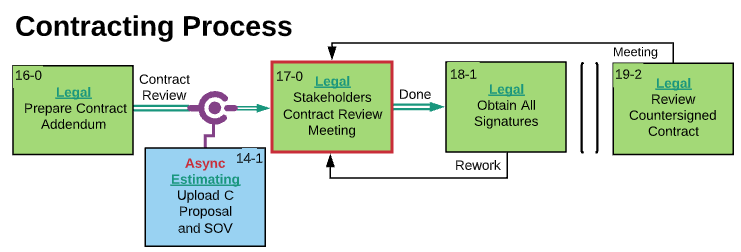 Contracting Process
16-0
Legal
Prepare Contract
Addendum
Contract
Review
Async 14-1
Estimating
Upload C
Proposal
and SOV
17-0
Legal
Stakeholders
Contract Review
Meeting
Done
18-1
Legal
Obtain All
Signatures
Rework
Meeting
19-2
Legal
Review
Countersigned
Contract